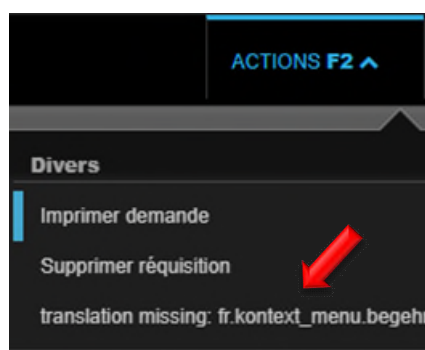 ACTIONS F2
Divers
Imprimer demande
Supprimer réquisition
translation missing: fr.kontext_menu.begeh